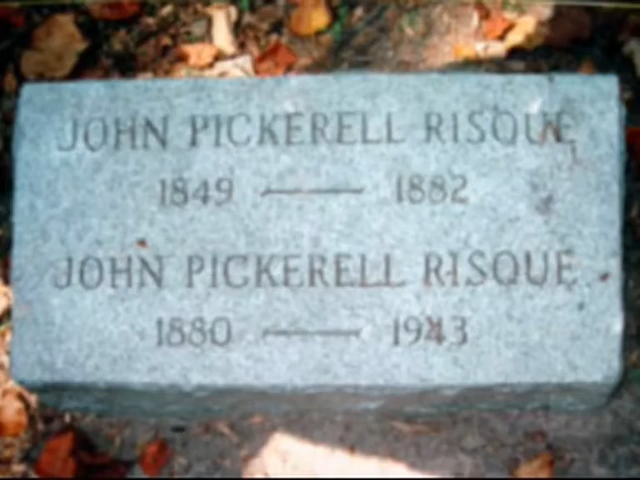 JOHN PICKERELL RISQUE
1849 — 1882
JOHN PICKERELL RISQUE
1880 — 1943